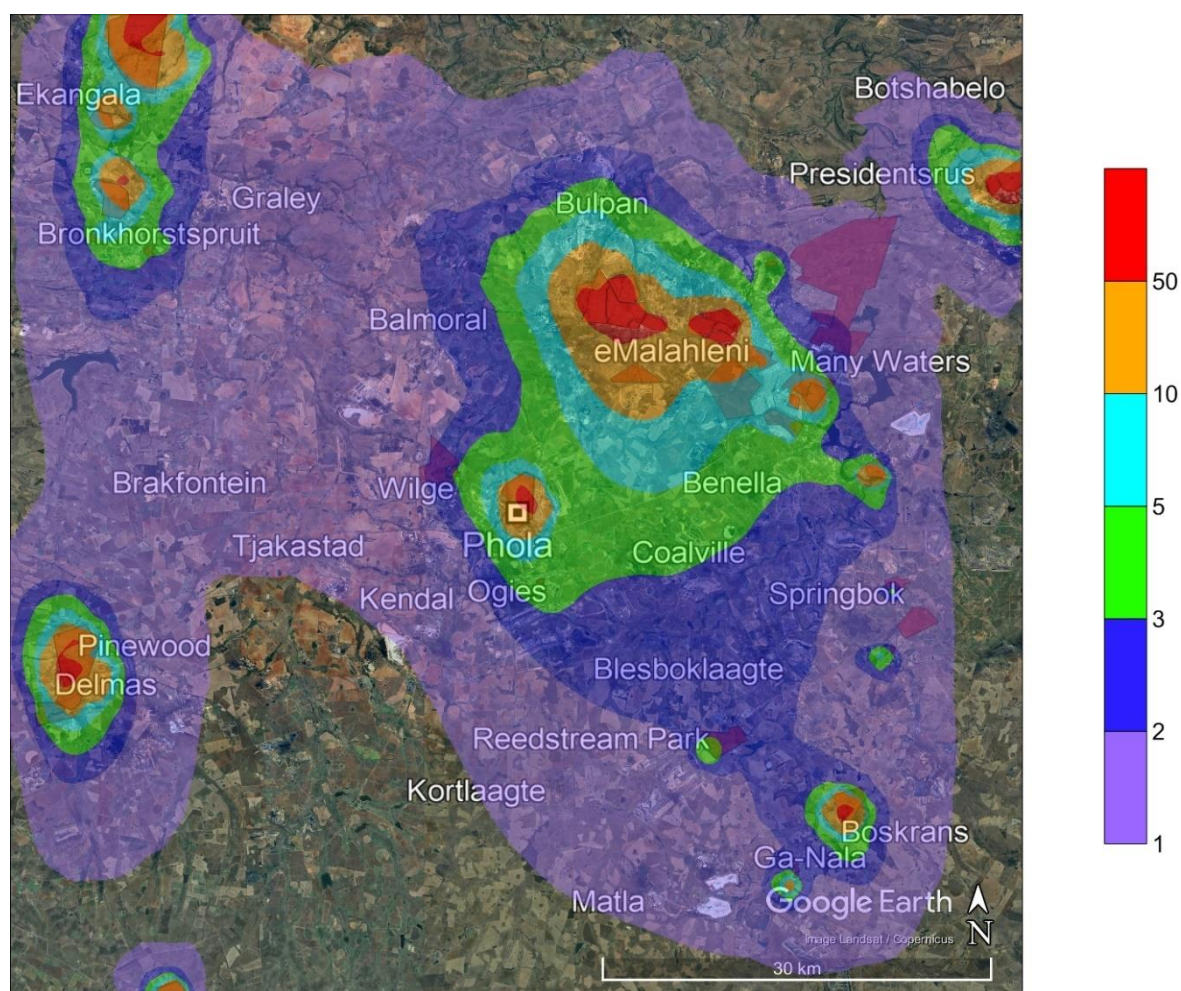 Ekangala
Botshabelo
Presidentsrus
Graley
Bulpan
Bronkhorstspruit
50
Balmoral
eMalahleni
Many Waters
10
Brakfontein
Wilge
Benella
5
Tjakastad
Phola
Coalville
Kendal
Ogies
Springbok
3
Pinewood
Blesboklaagte
Delmas
2
Reedstream Park
Kortlaagte
Boskrans
1
Ga-Nala
Matla
Google Earth
N
Image Landsat / Copernicus
30 km